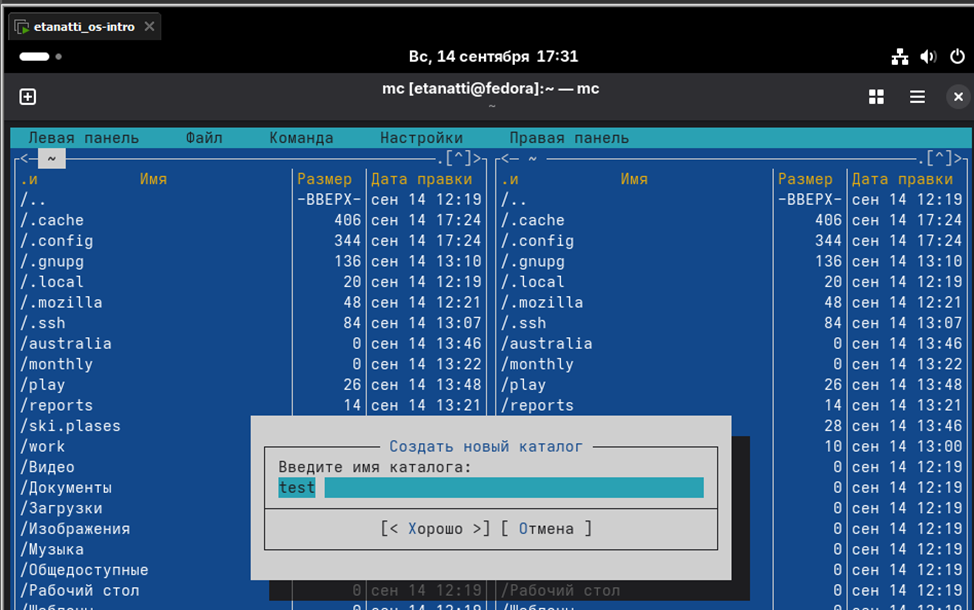 etanatti_os-intro ×
Вс, 14 сентября 17:31
mc [etanatti@fedora]:~ — mc
~
Левая панель Файл Команда Настройки Правая панель
<— ~ .[^]> <— ~ .[^]>
.и Имя Размер Дата правки .и Имя Размер Дата правки
/.. -ВВЕРХ- сен 14 12:19 /.. -ВВЕРХ- сен 14 12:19
/.cache 406 сен 14 17:24 /.cache 406 сен 14 17:24
/.config 344 сен 14 17:24 /.config 344 сен 14 17:24
/.gnupg 136 сен 14 13:10 /.gnupg 136 сен 14 13:10
/.local 20 сен 14 12:19 /.local 20 сен 14 12:19
/.mozilla 48 сен 14 12:21 /.mozilla 48 сен 14 12:21
/.ssh 84 сен 14 13:07 /.ssh 84 сен 14 13:07
/australia 0 сен 14 13:46 /australia 0 сен 14 13:46
/monthly 0 сен 14 13:22 /monthly 0 сен 14 13:22
/play 26 сен 14 13:48 /play 26 сен 14 13:48
/reports 14 сен 14 13:21 /reports 14 сен 14 13:21
/ski.plases 28 сен 14 13:46
/work 10 сен 14 13:00
/Видео 0 сен 14 12:19
/Документы 0 сен 14 12:19
/Загрузки 0 сен 14 12:19
/Изображения 0 сен 14 12:19
/Музыка 0 сен 14 12:19
/Общедоступные 0 сен 14 12:19
/Рабочий стол 0 сен 14 12:19 /Рабочий стол 0 сен 14 12:19
Создать новый каталог
Введите имя каталога:
test
[< Хорошо >] [ Отмена ]